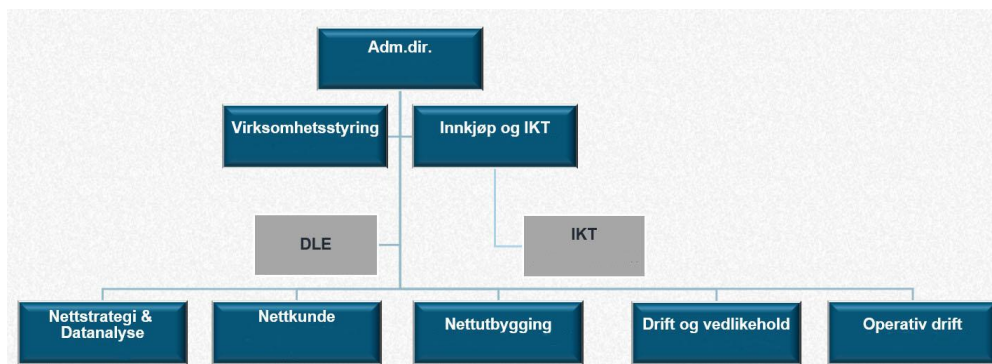 Adm.dir.
Virksomhetsstyring
Innkjøp og IKT
DLE
IKT
Nettstrategi &
Datanalyse
Nettkunde
Nettutbygging
Drift og vedlikehold
Operativ drift